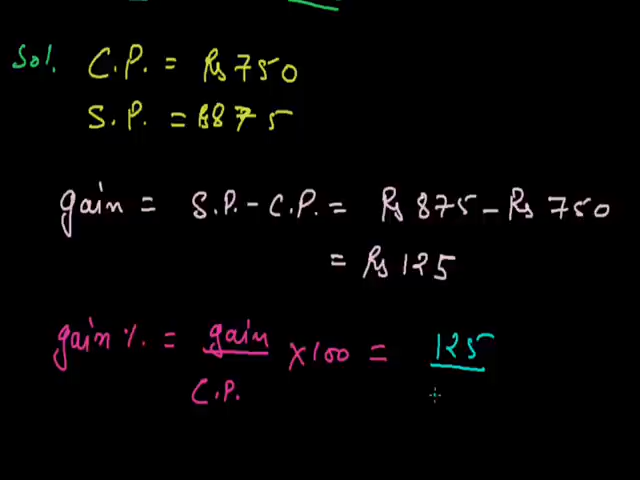 Sol. C.P. = Rs 750
S.P. = Rs 875
gain = S.P. - C.P. = Rs 875 - Rs 750
= Rs 125
gain %. = gain / C.P. × 100 = 125